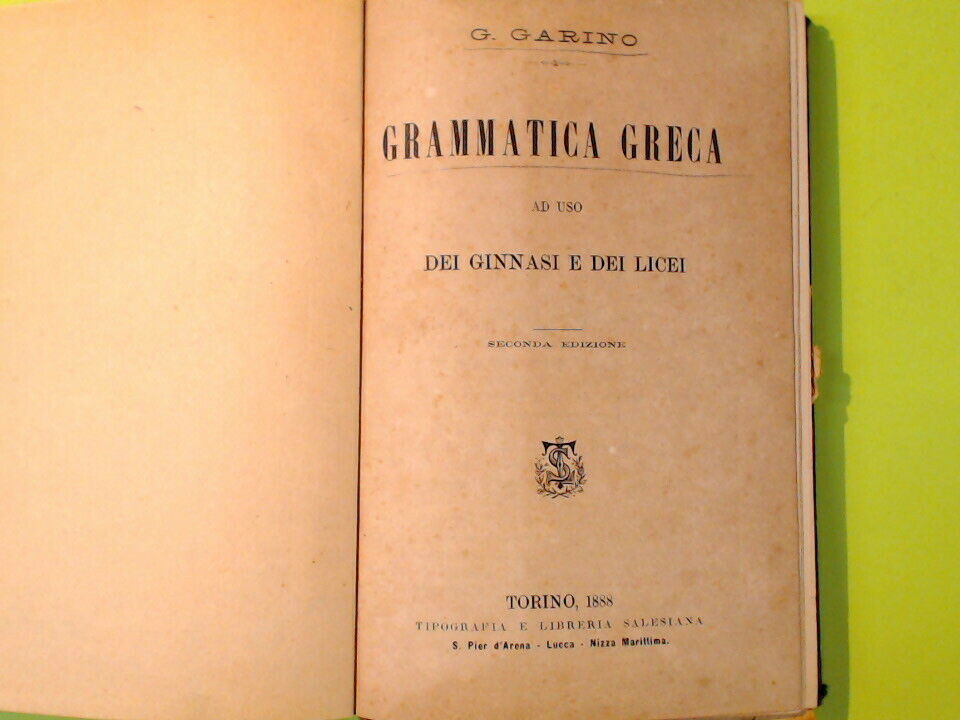 G. GARINO
GRAMMATICA GRECA
AD USO
DEI GINNASI E DEI LICEI
SECONDA EDIZIONE
TORINO, 1888
TIPOGRAFIA E LIBRERIA SALESIANA
S. Pier d'Arena - Lucca - Nizza Marittima.